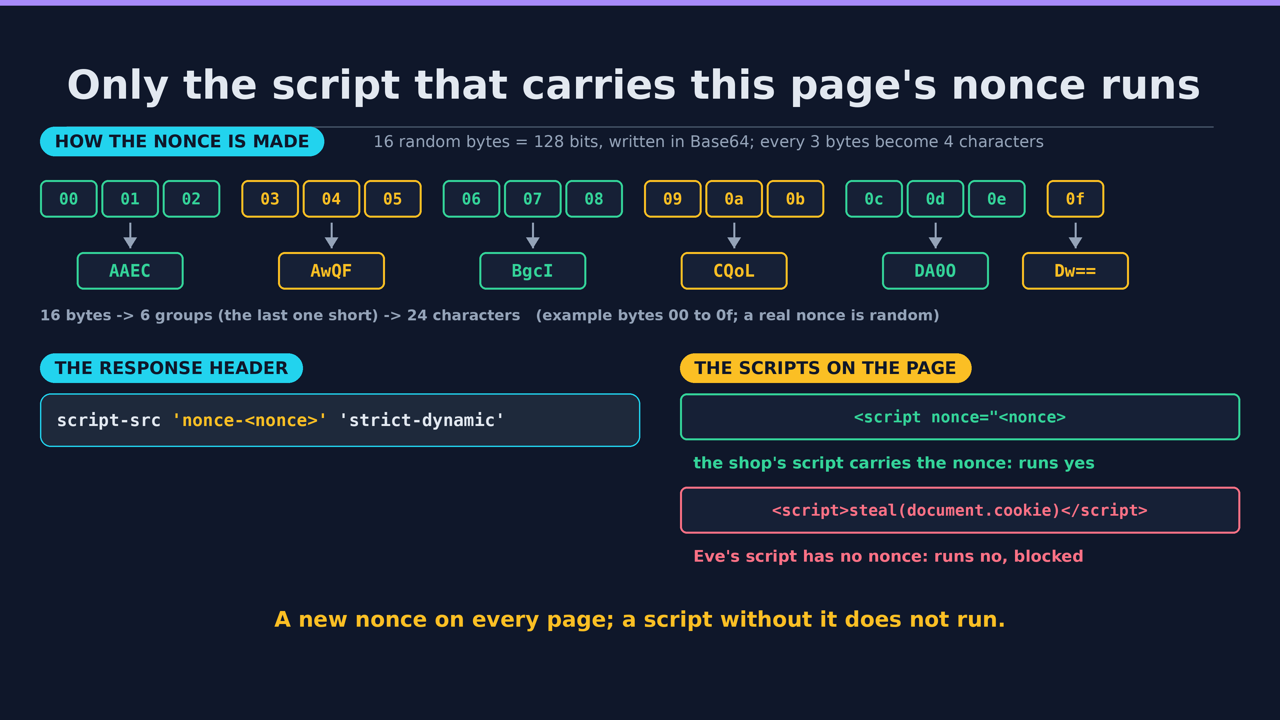 Only the script that carries this page's nonce runs
HOW THE NONCE IS MADE
16 random bytes = 128 bits, written in Base64; every 3 bytes become 4 characters
00 01 02 03 04 05 06 07 08 09 0a 0b 0c 0d 0e 0f
AAEC AwQF BgcI CQoL DA0O Dw==
16 bytes -> 6 groups (the last one short) -> 24 characters (example bytes 00 to 0f; a real nonce is random)
THE RESPONSE HEADER
script-src 'nonce-<nonce>' 'strict-dynamic'
THE SCRIPTS ON THE PAGE
<script nonce="<nonce>
the shop's script carries the nonce: runs yes
<script>steal(document.cookie)</script>
Eve's script has no nonce: runs no, blocked
A new nonce on every page; a script without it does not run.